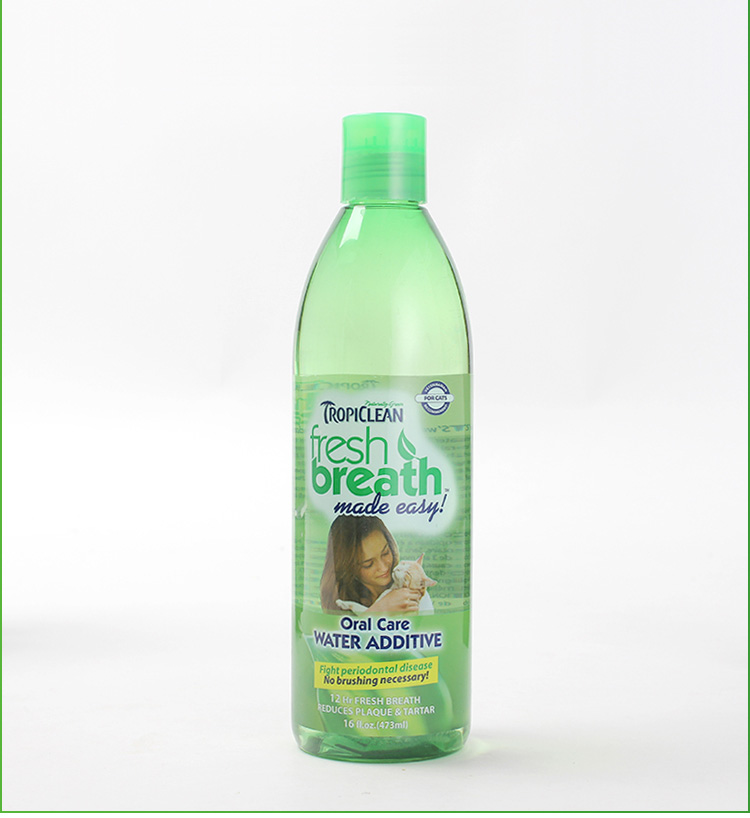 Naturally Green
TROPICLEAN
FOR CATS
fresh
breath™
made easy!
Oral Care
WATER ADDITIVE
Fight periodontal disease
No brushing necessary!
12 Hr FRESH BREATH
REDUCES PLAQUE & TARTAR
16 fl.oz.(473ml)